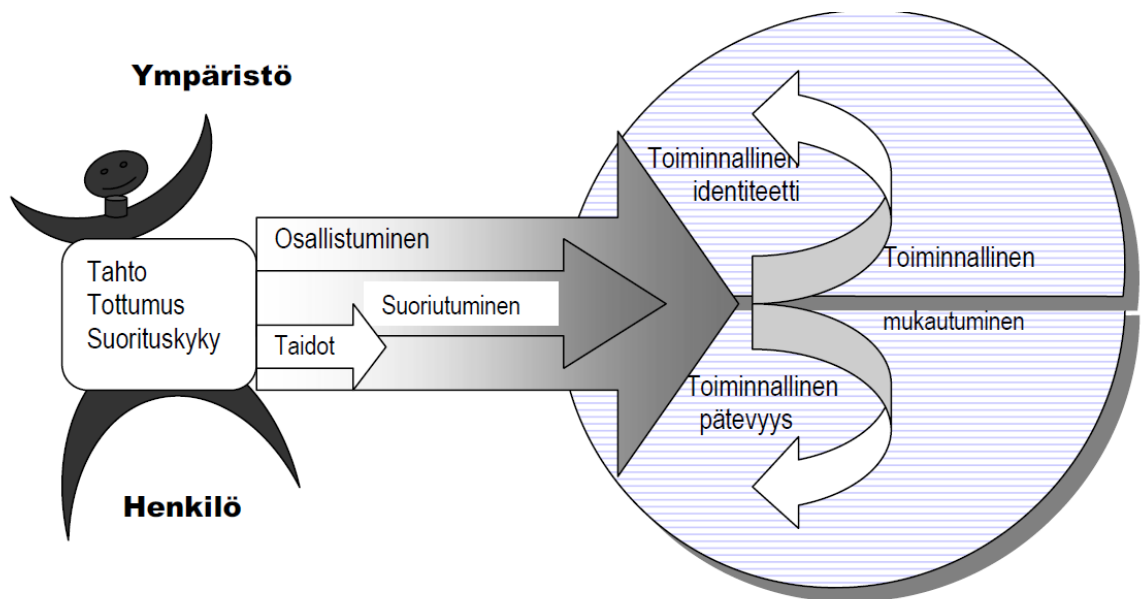 Ympäristö
Tahto
Tottumus
Suorituskyky
Henkilö
Osallistuminen
Suoriutuminen
Taidot
Toiminnallinen
identiteetti
Toiminnallinen
mukautuminen
Toiminnallinen
pätevyys